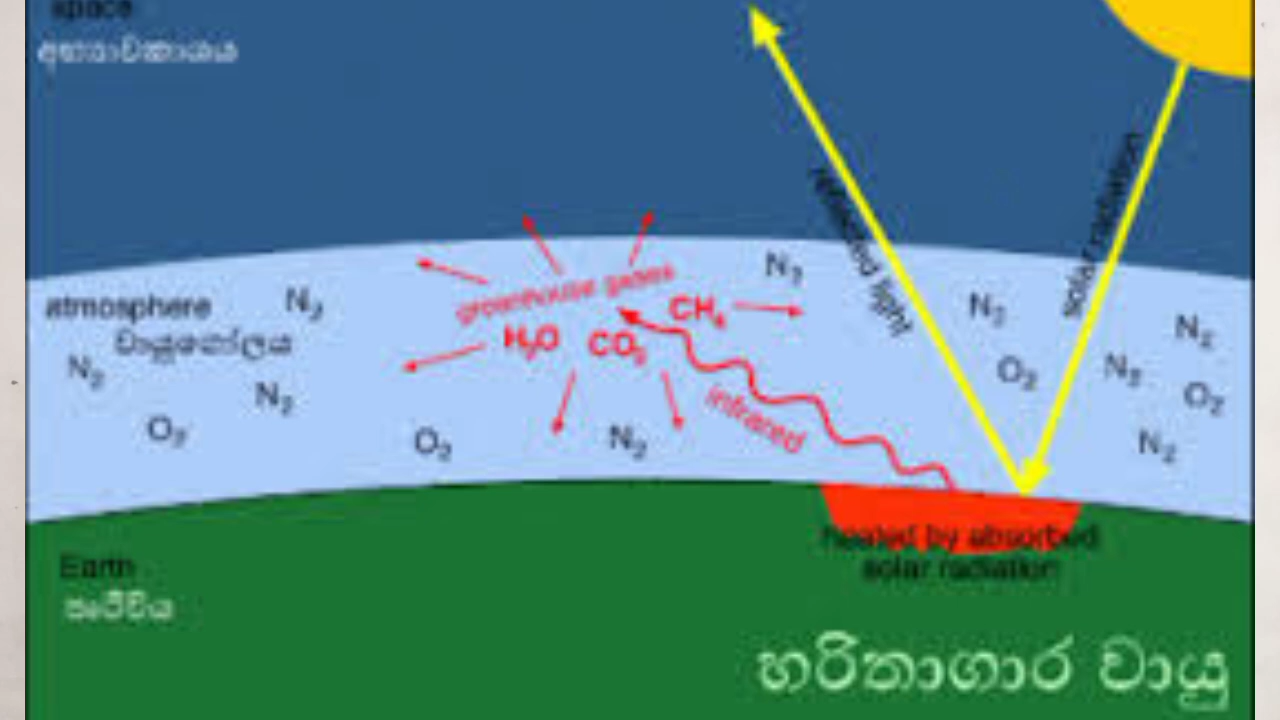 space
අභ්‍යාවකාශය
reflected light
solar radiation
greenhouse gases
N₂
CH₄
H₂O
CO₂
atmosphere
වායුගෝලය
N₂
N₂
N₂
N₂
N₂
O₂
N₂
O₂
O₂
O₂
N₂
N₂
infrared
heated by absorbed
solar radiation
Earth
පෘථිවිය
හරිතාගාර වායු